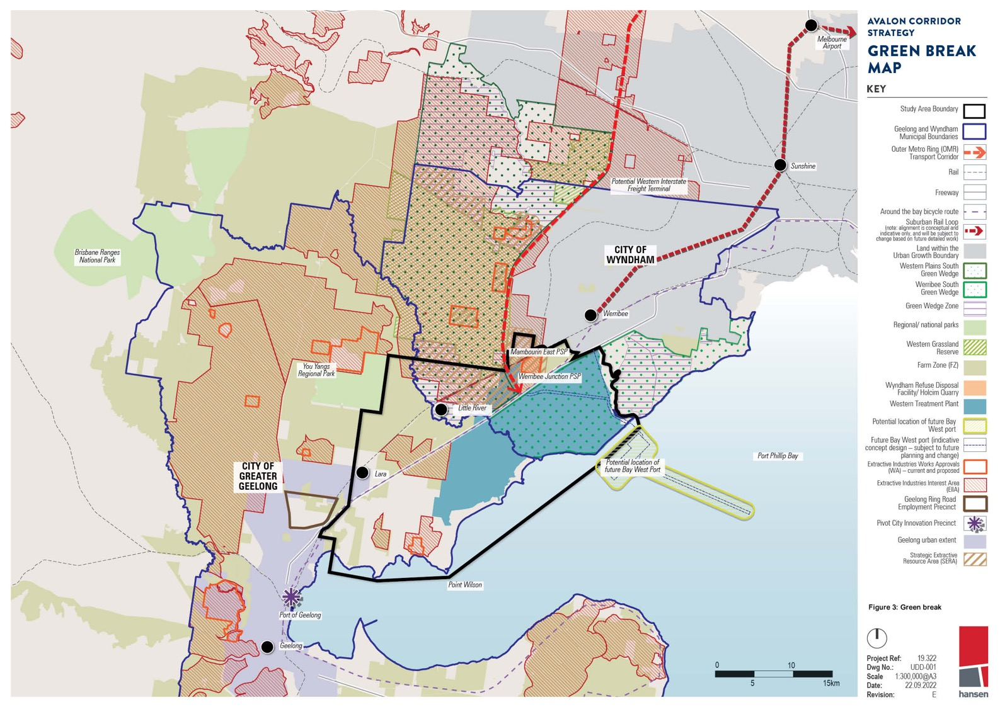 AVALON CORRIDOR
STRATEGY
GREEN BREAK
MAP
KEY
Study Area Boundary
Geelong and Wyndham
Municipal Boundaries
Outer Metro Ring (OMR)
Transport Corridor
Rail
Freeway
Around the bay bicycle route
Suburban Rail Loop
(note: alignment is conceptual and
indicative only, and will be subject to
change based on future detailed work)
Land within the
Urban Growth Boundary
Western Plains South
Green Wedge
Werribee South
Green Wedge
Green Wedge Zone
Regional/ national parks
Western Grassland
Reserve
Farm Zone (FZ)
Wyndham Refuse Disposal
Facility/ Holcim Quarry
Western Treatment Plant
Potential location of future Bay
West port
Future Bay West port (indicative
concept design – subject to future
planning and change)
Extractive Industries Works Approvals
(WA) – current and proposed
Extractive Industries Interest Area
(EIIA)
Geelong Ring Road
Employment Precinct
Pivot City Innovation Precinct
Geelong urban extent
Strategic Extractive
Resource Area (SERA)
Figure 3: Green break
Project Ref: 19.322
Dwg No.: UDD-001
Scale 1:300,000@A3
Date: 22.09.2022
Revision: E
hansen
Melbourne
Airport
Sunshine
Potential Western Interstate
Freight Terminal
CITY OF
WYNDHAM
Brisbane Ranges
National Park
Werribee
Mambourin East PSP
You Yangs
Regional Park
Werribee Junction PSP
Little River
Port Phillip Bay
Potential location of
future Bay West Port
CITY OF
GREATER
GEELONG
Lara
Point Wilson
Port of Geelong
Geelong
0 10
5 15km